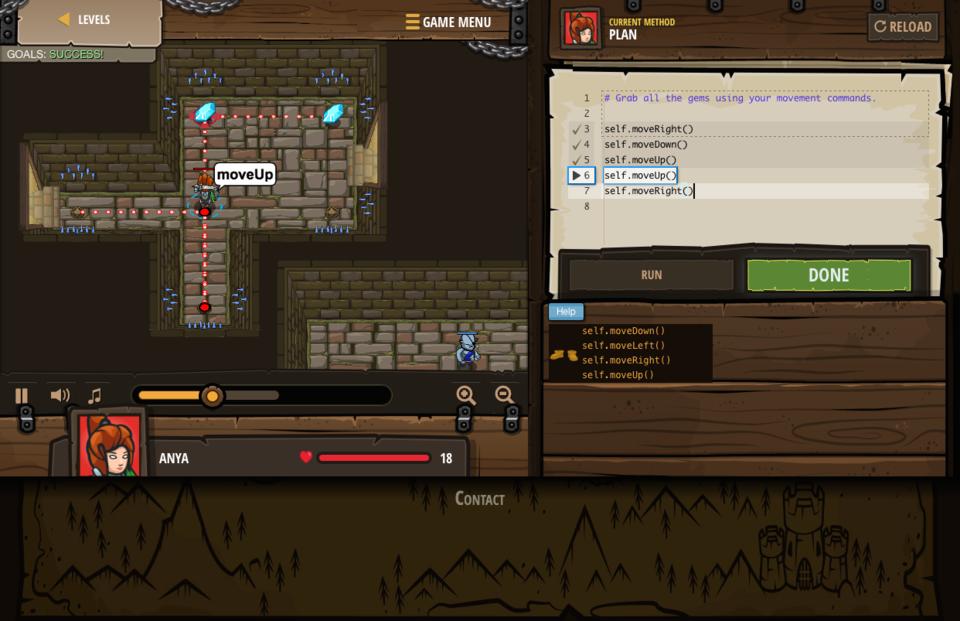 LEVELS
GAME MENU
GOALS: SUCCESS!
moveUp
ANYA
18
CURRENT METHOD
PLAN
RELOAD
1 # Grab all the gems using your movement commands.
2
3 self.moveRight()
4 self.moveDown()
5 self.moveUp()
6 self.moveUp()
7 self.moveRight()
8
RUN
DONE
Help
self.moveDown()
self.moveLeft()
self.moveRight()
self.moveUp()
CONTACT